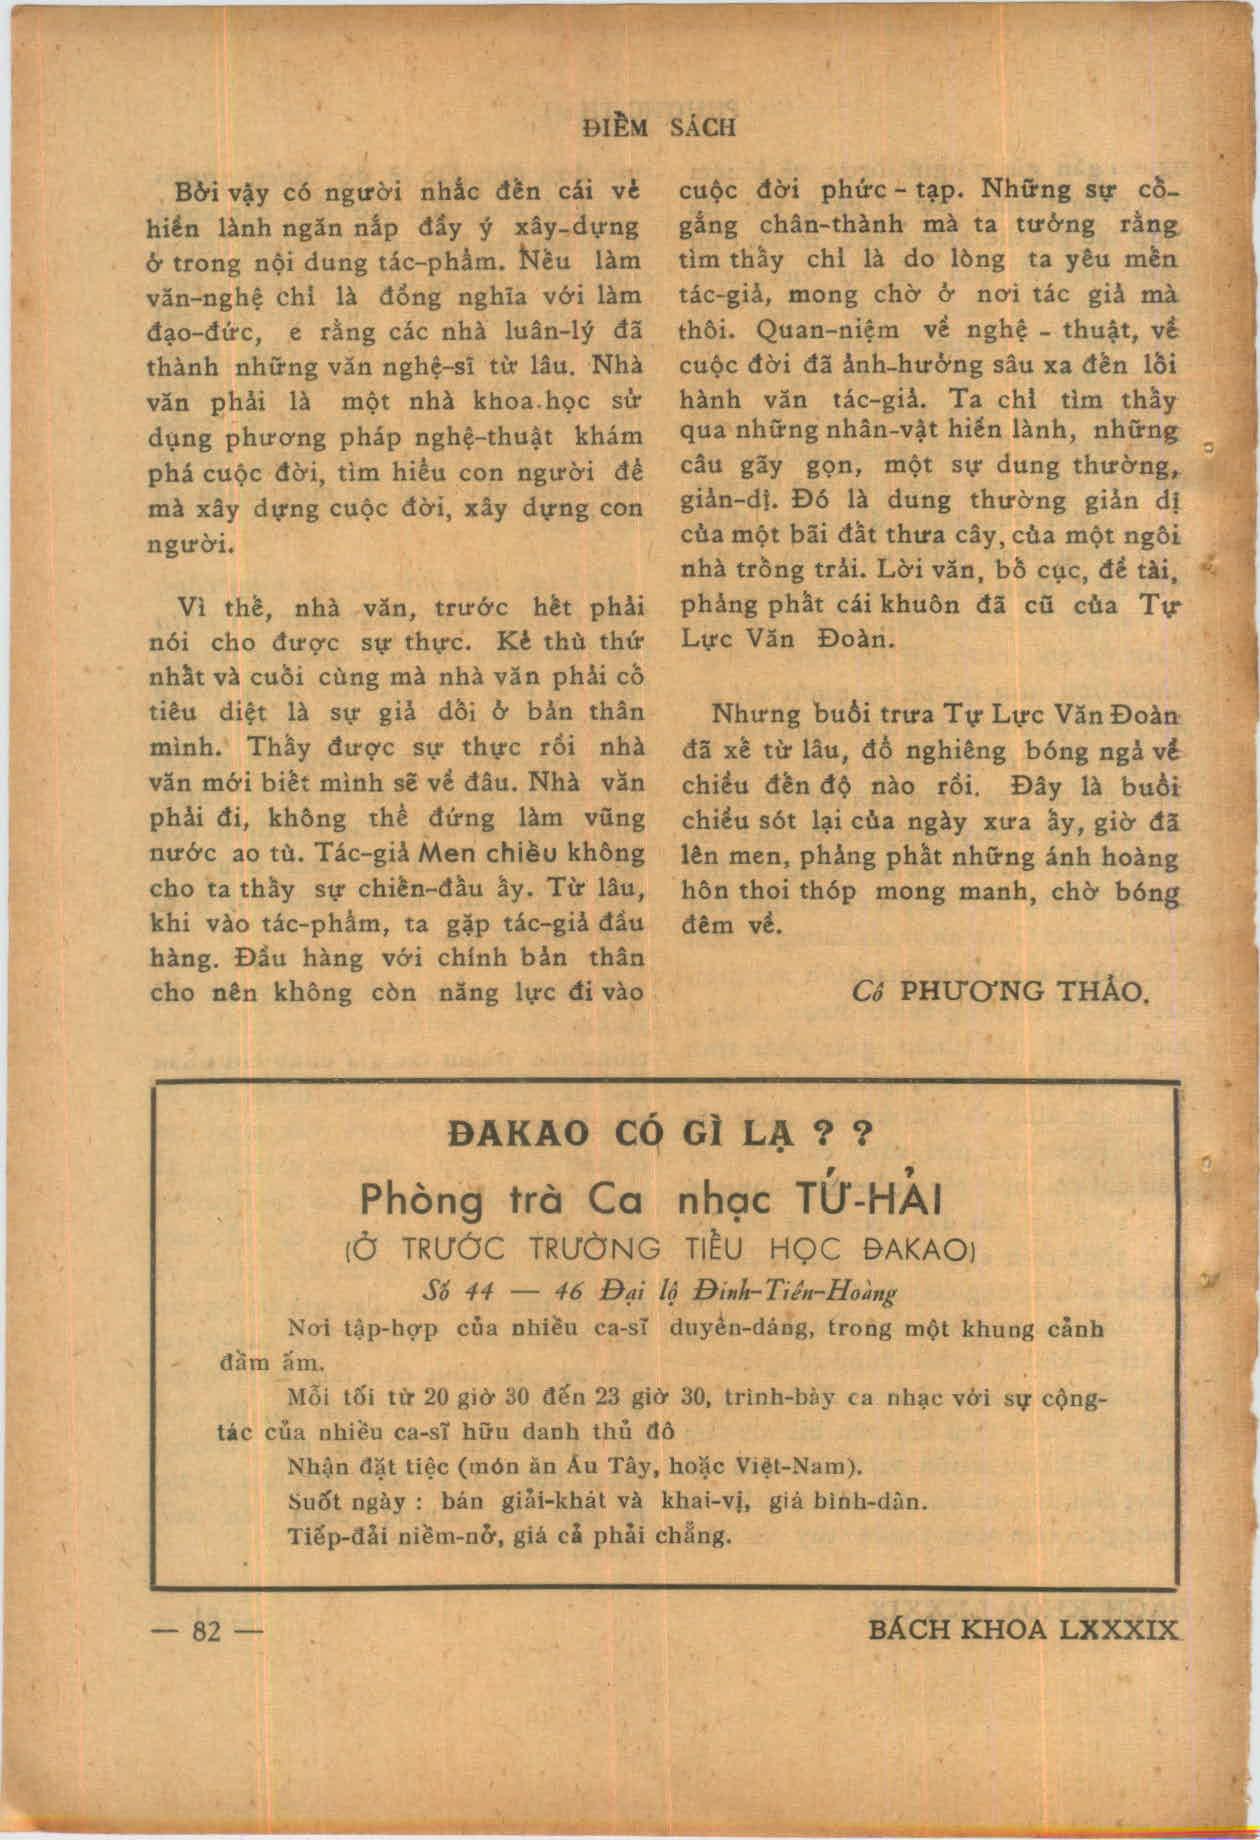 ĐIỂM SÁCH
Bởi vậy có người nhắc đến cái vẻ
hiền lành ngăn nắp đầy ý xây-dựng
ở trong nội dung tác-phẩm. Nếu làm
văn-nghệ chỉ là đồng nghĩa với làm
đạo-đức, e rằng các nhà luân-lý đã
thành những văn nghệ-sĩ từ lâu. Nhà
văn phải là một nhà khoa.học sử
dụng phương pháp nghệ-thuật khám
phá cuộc đời, tìm hiểu con người để
mà xây dựng cuộc đời, xây dựng con
người.
Vì thế, nhà văn, trước hết phải
nói cho được sự thực. Kẻ thù thứ
nhất và cuối cùng mà nhà văn phải cố
tiêu diệt là sự giả dối ở bản thân
mình. Thấy được sự thực rồi nhà
văn mới biết mình sẽ về đâu. Nhà văn
phải đi, không thể đứng làm vũng
nước ao tù. Tác-giả Men chiều không
cho ta thấy sự chiến-đấu ấy. Từ lâu,
khi vào tác-phẩm, ta gặp tác-giả đầu
hàng. Đầu hàng với chính bản thân
cho nên không còn năng lực đi vào
cuộc đời phức - tạp. Những sự cố-
gắng chân-thành mà ta tưởng rằng
tìm thấy chỉ là do lòng ta yêu mến
tác-giả, mong chờ ở nơi tác giả mà
thôi. Quan-niệm về nghệ - thuật, về
cuộc đời đã ảnh-hưởng sâu xa đến lối
hành văn tác-giả. Ta chỉ tìm thấy
qua những nhân-vật hiền lành, những
câu gãy gọn, một sự dung thường,
giản-dị. Đó là dung thường giản dị
của một bãi đất thưa cây, của một ngôi
nhà trống trải. Lời văn, bố cục, đề tài,
phảng phất cái khuôn đã cũ của Tự
Lực Văn Đoàn.
Nhưng buổi trưa Tự Lực Văn Đoàn
đã xế từ lâu, đổ nghiêng bóng ngả về
chiều đến độ nào rồi. Đây là buổi
chiều sót lại của ngày xưa ấy, giờ đã
lên men, phảng phất những ánh hoàng
hôn thoi thóp mong manh, chờ bóng
đêm về.
Cô PHƯƠNG THẢO.
ĐAKAO CÓ GÌ LẠ ? ?
Phòng trà Ca nhạc TỨ-HẢI
(Ở TRƯỚC TRƯỜNG TIỂU HỌC ĐAKAO)
Số 44 — 46 Đại lộ Đinh-Tiên-Hoàng
Nơi tập-hợp của nhiều ca-sĩ duyên-dáng, trong một khung cảnh
đầm ấm.
Mỗi tối từ 20 giờ 30 đến 23 giờ 30, trình-bày ca nhạc với sự cộng-
tác của nhiều ca-sĩ hữu danh thủ đô
Nhận đặt tiệc (món ăn Âu Tây, hoặc Việt-Nam).
Suốt ngày : bán giải-khát và khai-vị, giá bình-dân.
Tiếp-đãi niềm-nở, giá cả phải chăng.
— 82 —
BÁCH KHOA LXXXIX